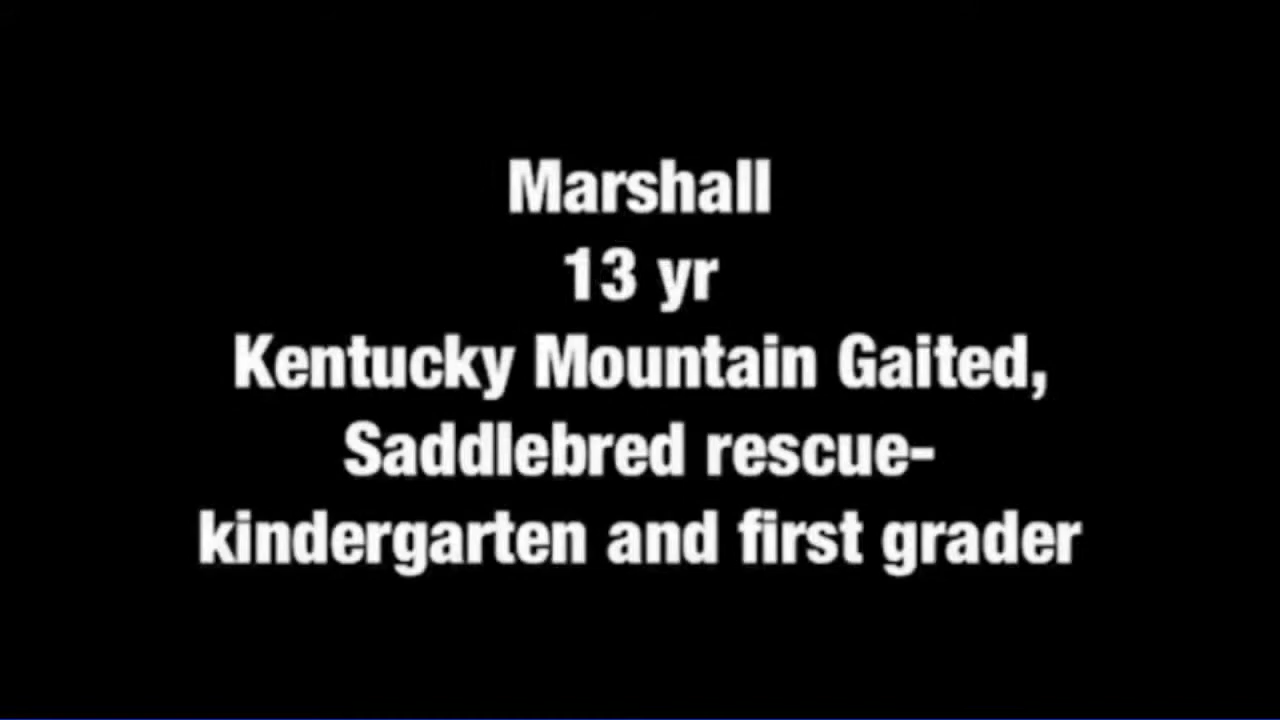 Marshall
13 yr
Kentucky Mountain Gaited,
Saddlebred rescue-
kindergarten and first grader